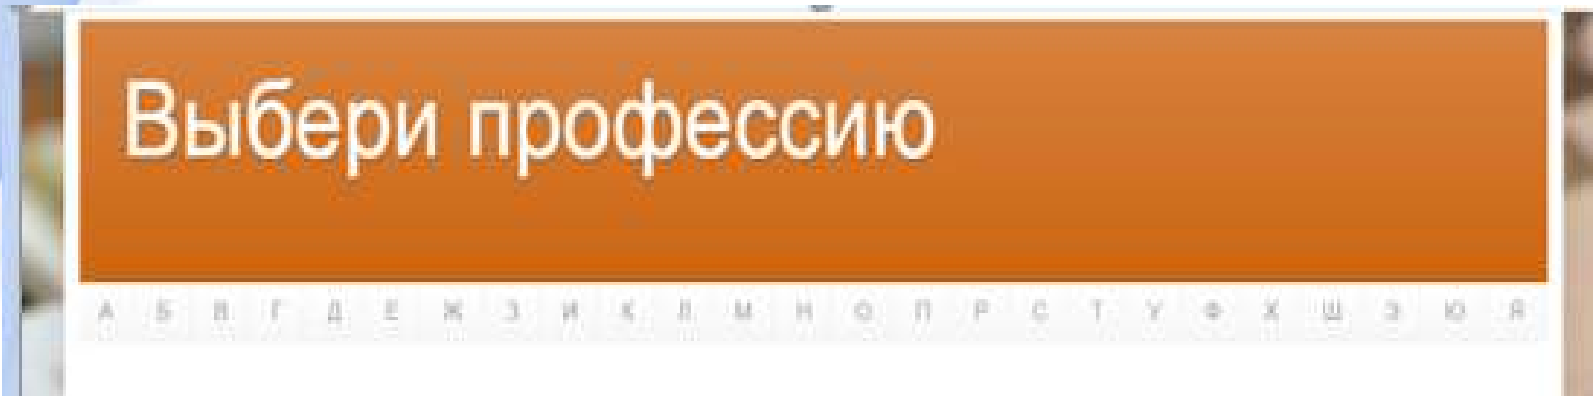 Выбери профессию
А Б В Г Д Е Ж З И К Л М Н О П Р С Т У Ф Х Ш Э Ю Я